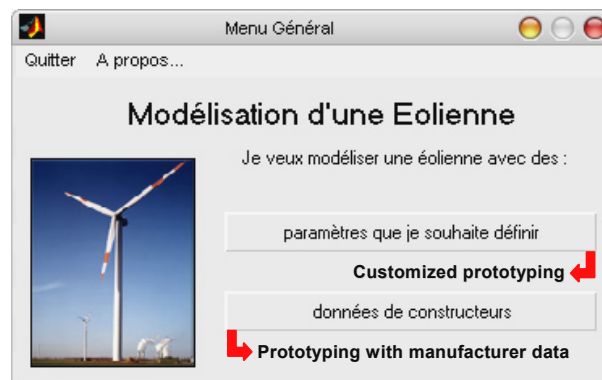 Menu Général
Quitter A propos...
Modélisation d'une Eolienne
Je veux modéliser une éolienne avec des :
paramètres que je souhaite définir
Customized prototyping
données de constructeurs
Prototyping with manufacturer data